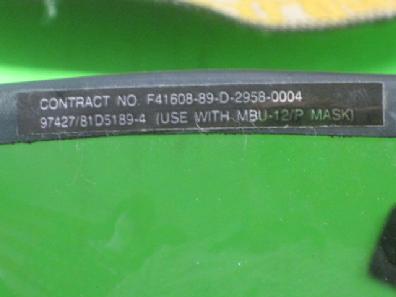 CONTRACT NO. F41608-89-D-2958-0004
97427/81D5189-4 (USE WITH MBU-12/P MASK)